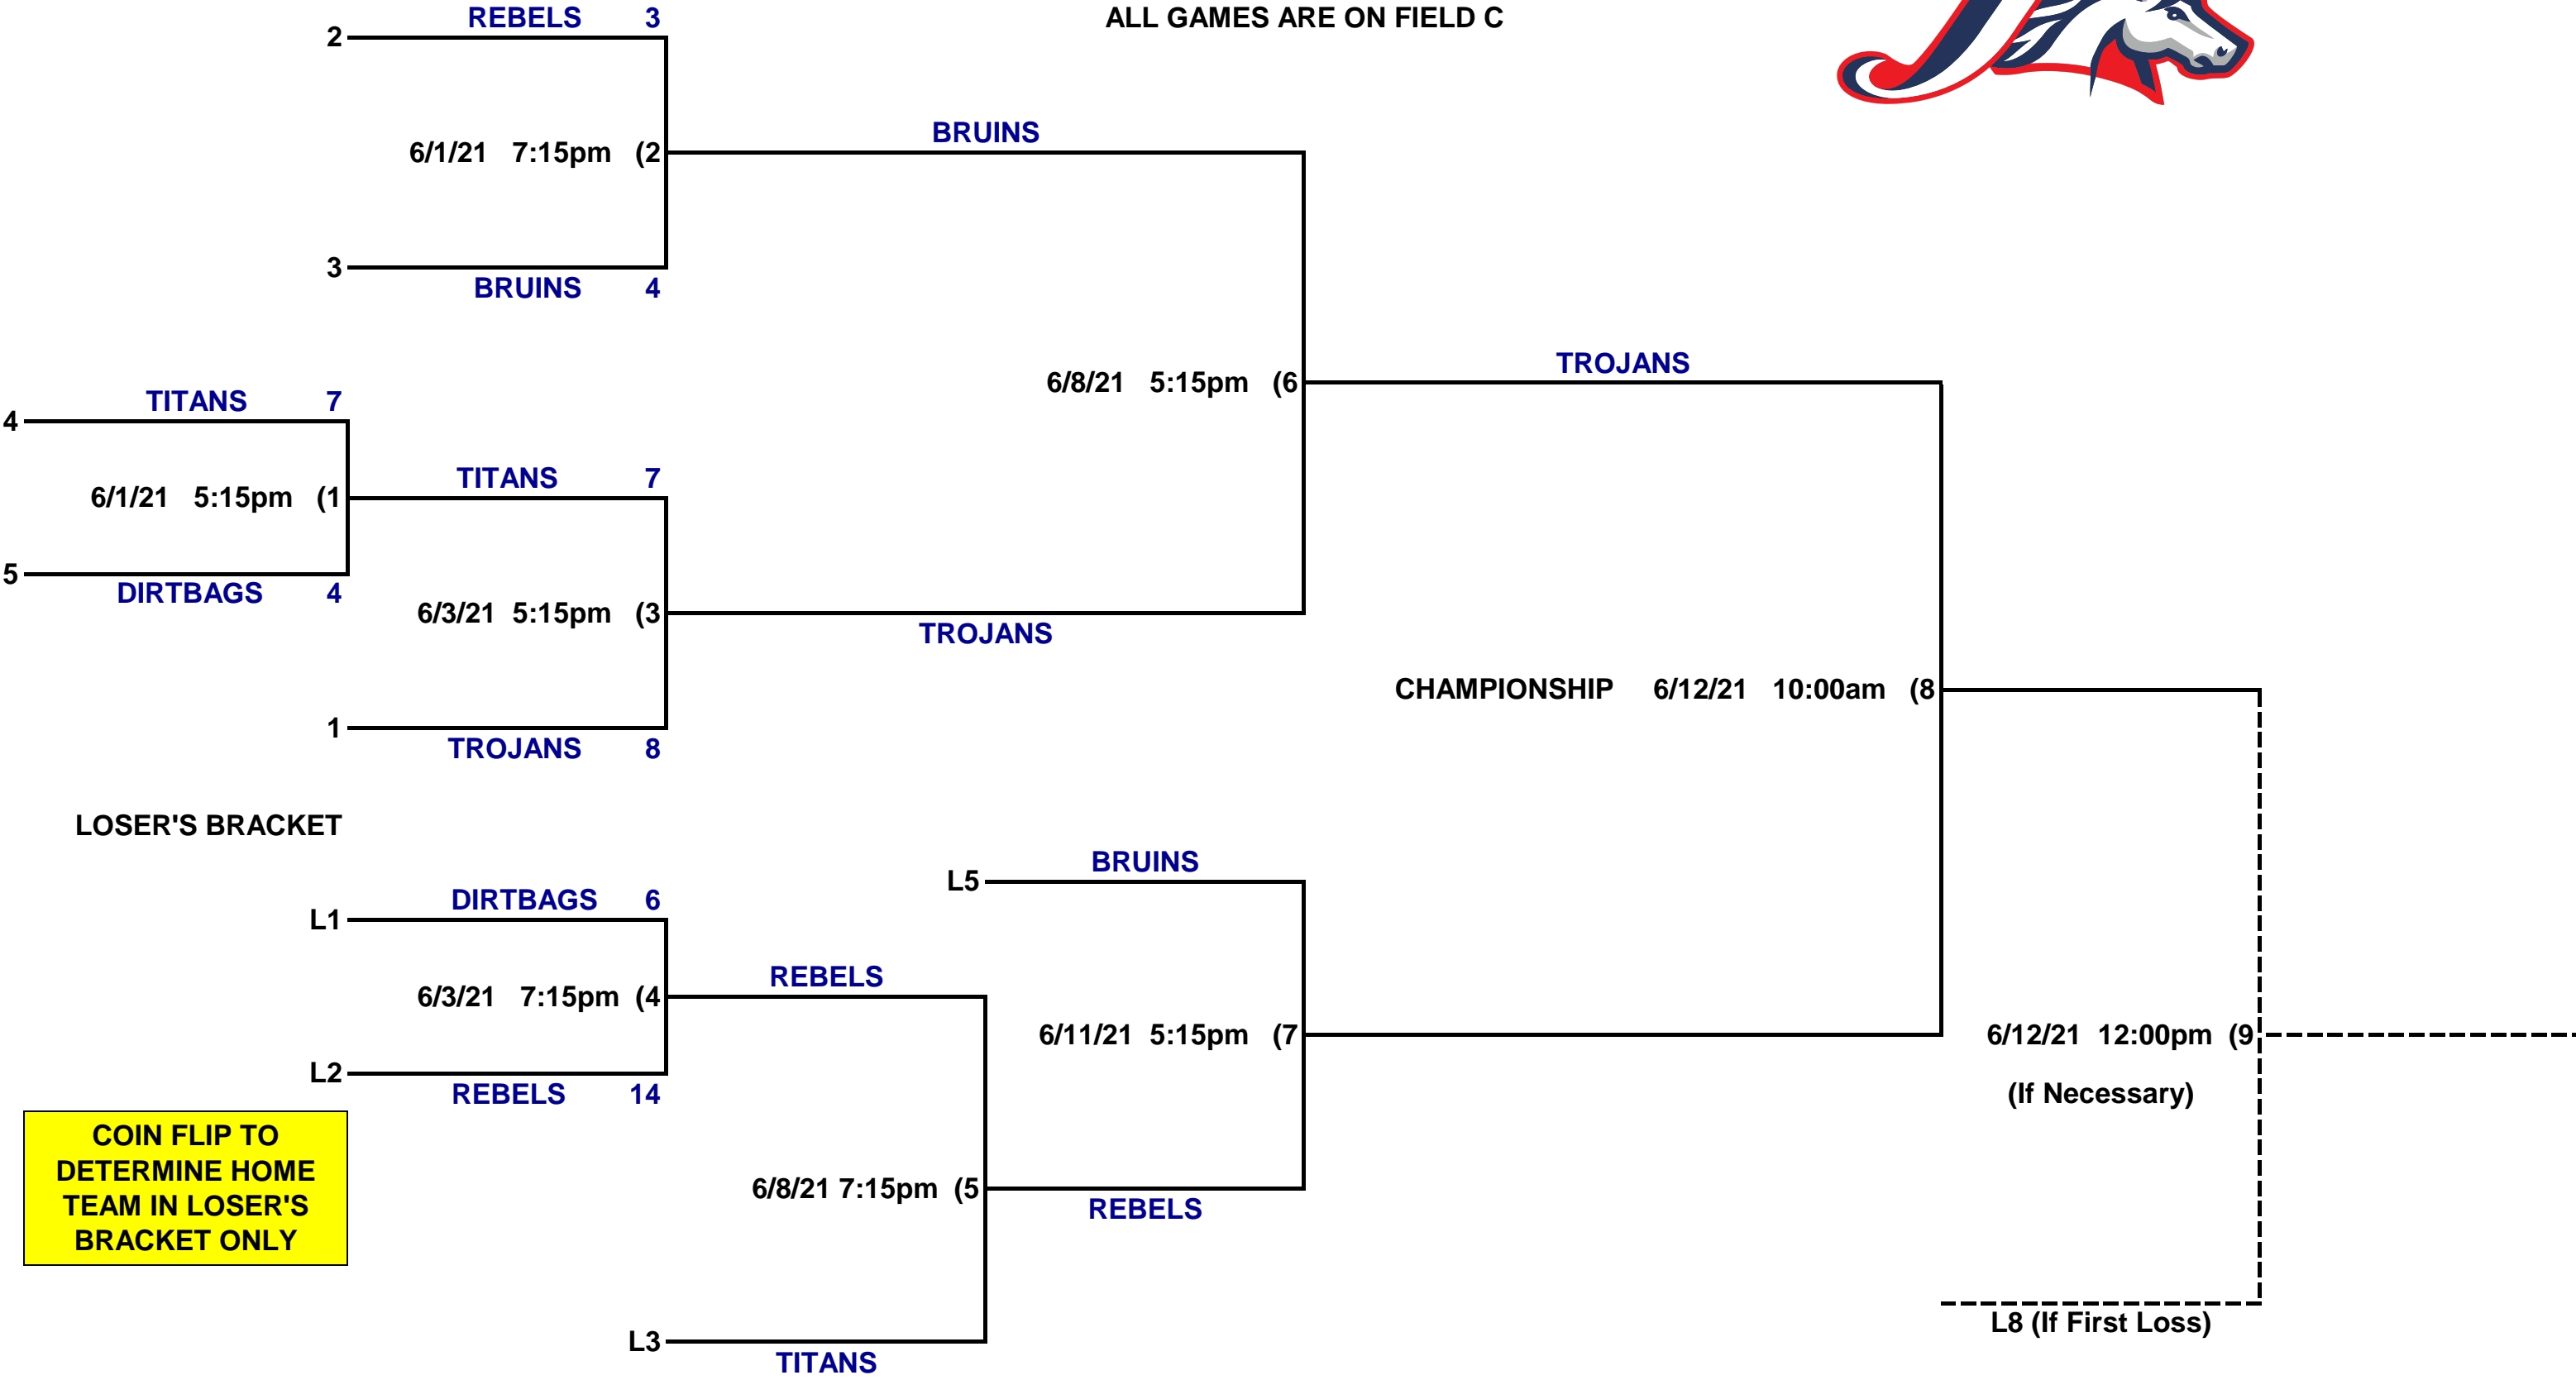 REBELS 3
ALL GAMES ARE ON FIELD C
2
BRUINS
6/1/21 7:15pm (2
3
BRUINS 4
TROJANS
6/8/21 5:15pm (6
TITANS 7
4
TITANS 7
6/1/21 5:15pm (1
5
DIRTBAGS 4
6/3/21 5:15pm (3
TROJANS
CHAMPIONSHIP 6/12/21 10:00am (8
1
TROJANS 8
LOSER'S BRACKET
BRUINS
L5
DIRTBAGS 6
L1
REBELS
6/3/21 7:15pm (4
6/11/21 5:15pm (7
6/12/21 12:00pm (9
L2
REBELS 14
(If Necessary)
COIN FLIP TO
DETERMINE HOME
TEAM IN LOSER'S
BRACKET ONLY
6/8/21 7:15pm (5
REBELS
L8 (If First Loss)
L3
TITANS